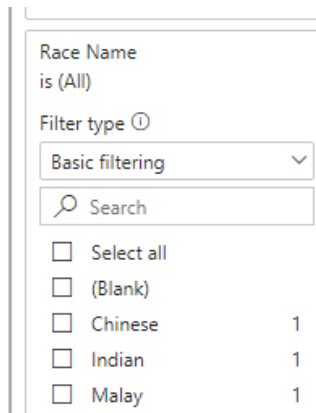 Race Name
is (All)
Filter type ⓘ
Basic filtering
Search
Select all
(Blank)
Chinese 1
Indian 1
Malay 1